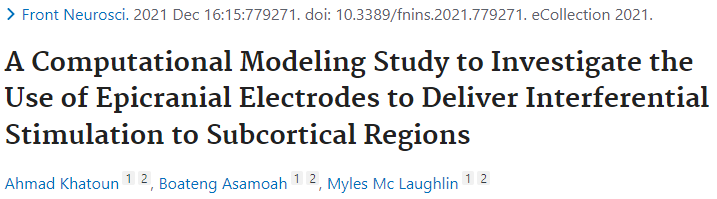 Front Neurosci. 2021 Dec 16:15:779271. doi: 10.3389/fnins.2021.779271. eCollection 2021.
A Computational Modeling Study to Investigate the
Use of Epicranial Electrodes to Deliver Interferential
Stimulation to Subcortical Regions
Ahmad Khatoun 1 2, Boateng Asamoah 1 2, Myles Mc Laughlin 1 2